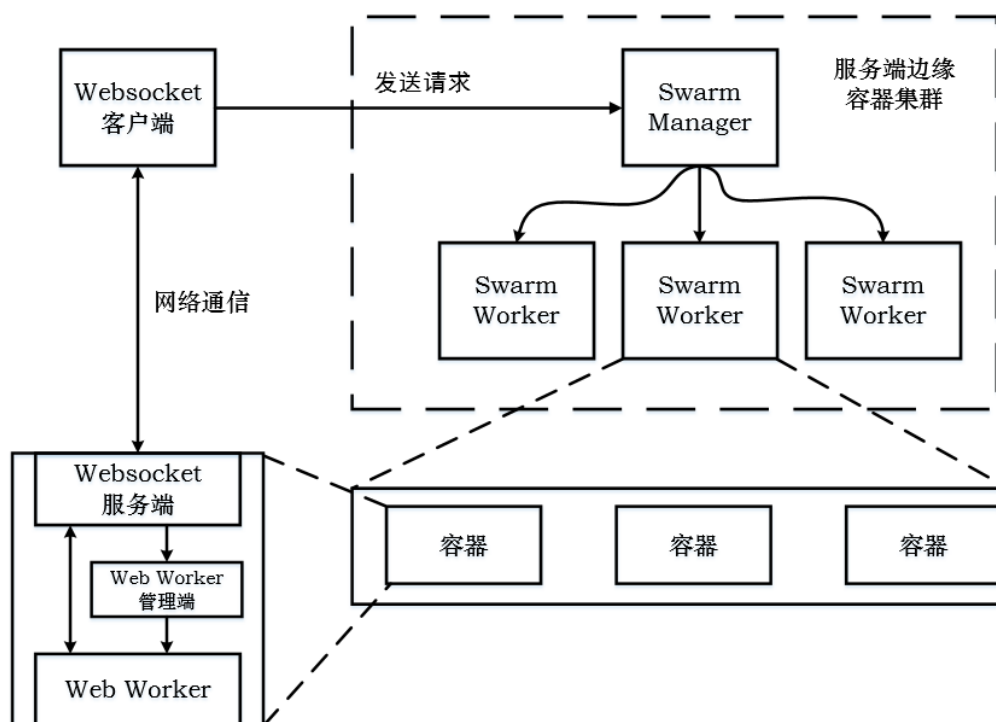 Websocket
客户端
发送请求
Swarm
Manager
服务端边缘
容器集群
Swarm
Worker
Swarm
Worker
Swarm
Worker
网络通信
Websocket
服务端
Web Worker
管理端
Web Worker
容器
容器
容器